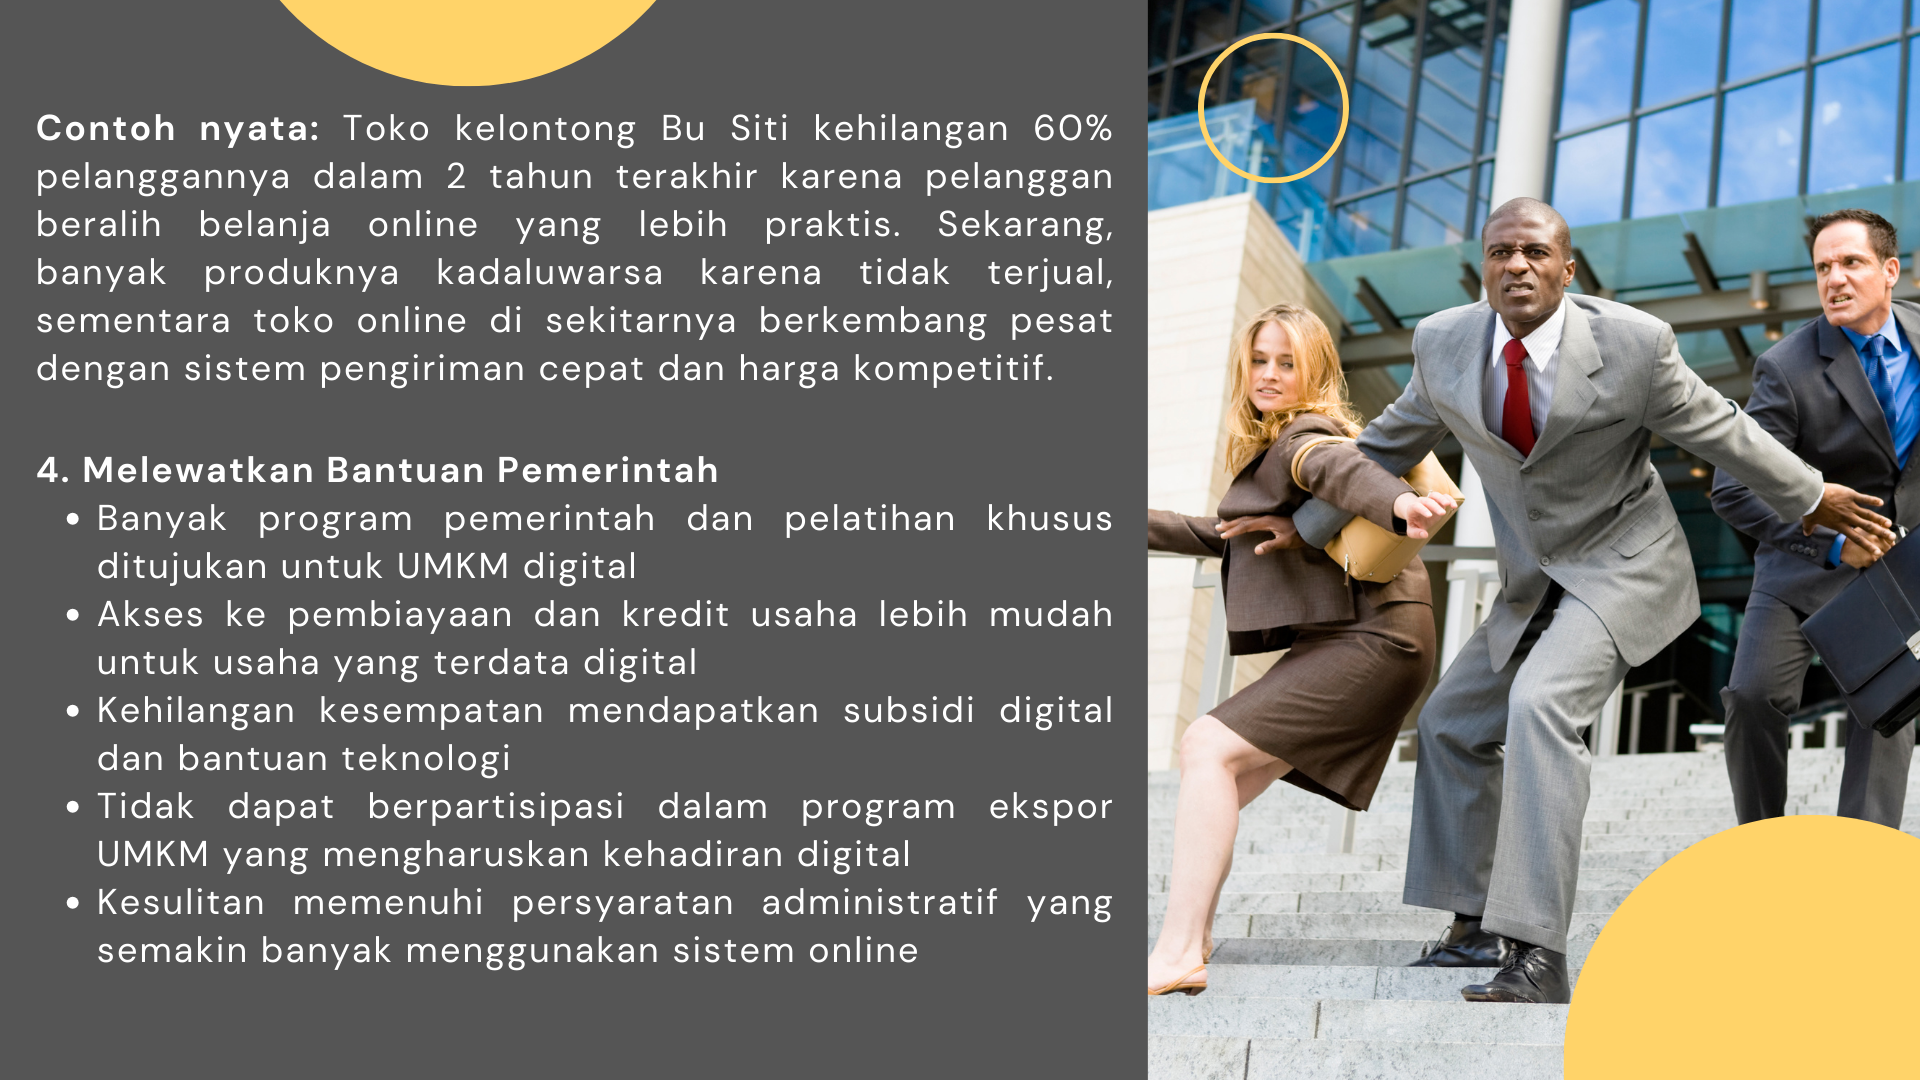 Contoh nyata: Toko kelontong Bu Siti kehilangan 60%
pelanggannya dalam 2 tahun terakhir karena pelanggan
beralih belanja online yang lebih praktis. Sekarang,
banyak produknya kadaluwarsa karena tidak terjual,
sementara toko online di sekitarnya berkembang pesat
dengan sistem pengiriman cepat dan harga kompetitif.
4. Melewatkan Bantuan Pemerintah
• Banyak program pemerintah dan pelatihan khusus
ditujukan untuk UMKM digital
• Akses ke pembiayaan dan kredit usaha lebih mudah
untuk usaha yang terdata digital
• Kehilangan kesempatan mendapatkan subsidi digital
dan bantuan teknologi
• Tidak dapat berpartisipasi dalam program ekspor
UMKM yang mengharuskan kehadiran digital
• Kesulitan memenuhi persyaratan administratif yang
semakin banyak menggunakan sistem online